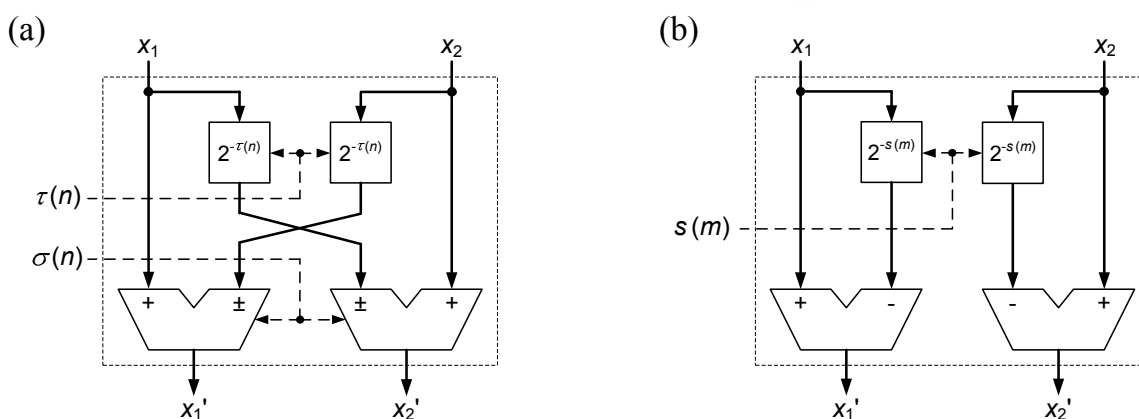 (a)
x₁ x₂
2^-τ(n) 2^-τ(n)
τ(n)
σ(n)
+ ± ± +
x₁' x₂'
(b)
x₁ x₂
2^-s(m) 2^-s(m)
s(m)
+ - - +
x₁' x₂'